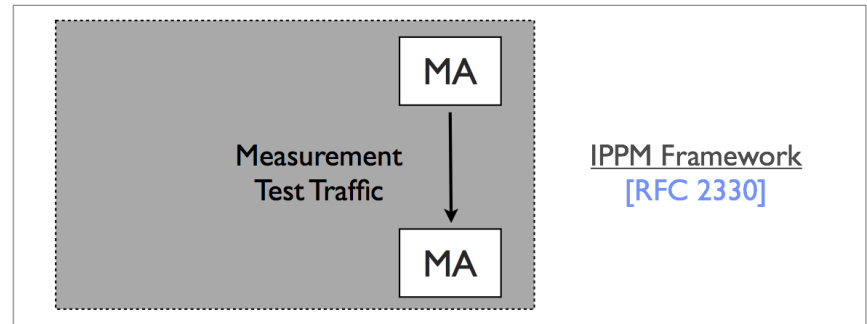 MA
Measurement
Test Traffic
IPPM Framework
[RFC 2330]
MA